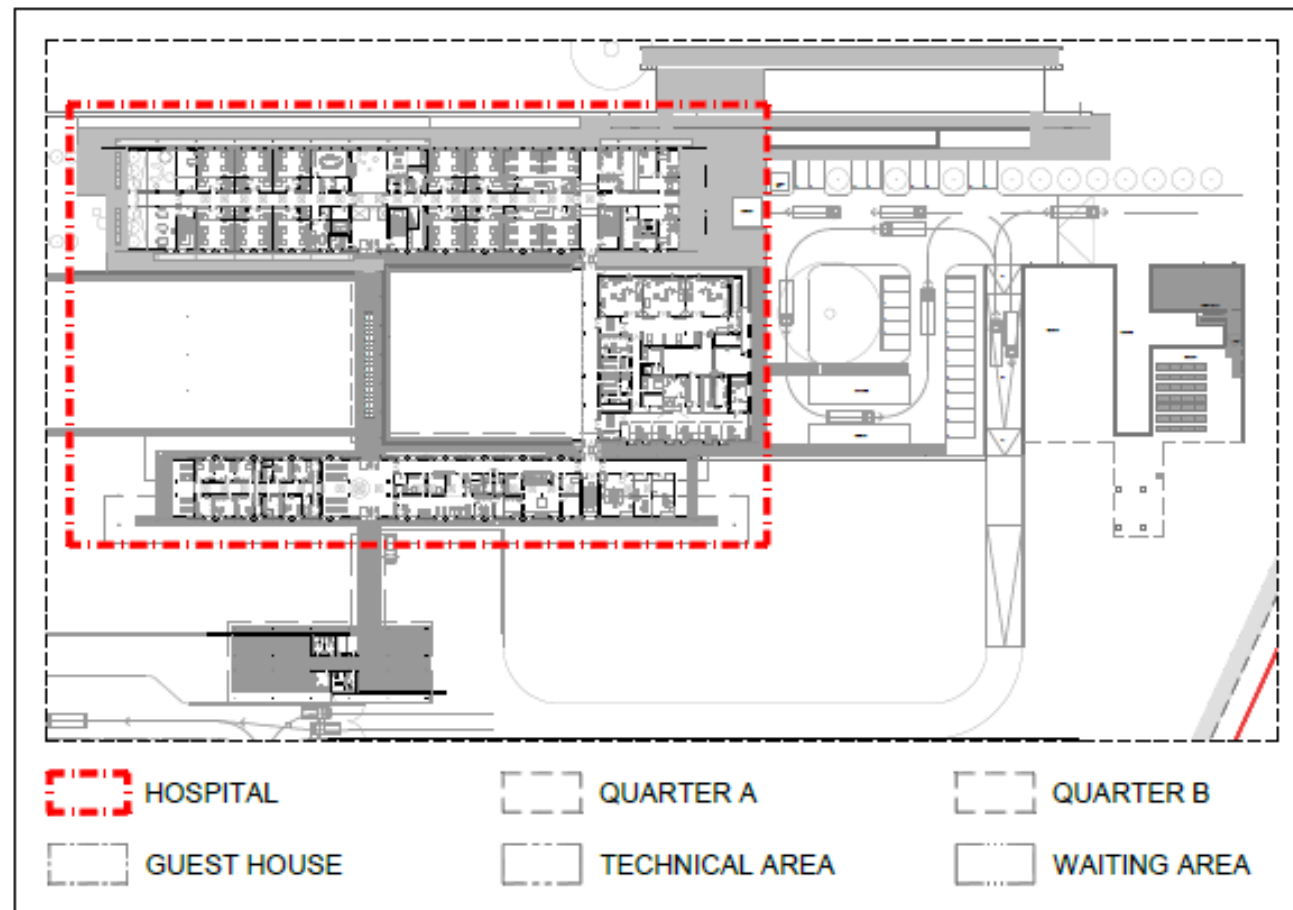 HOSPITAL
QUARTER A
QUARTER B
GUEST HOUSE
TECHNICAL AREA
WAITING AREA